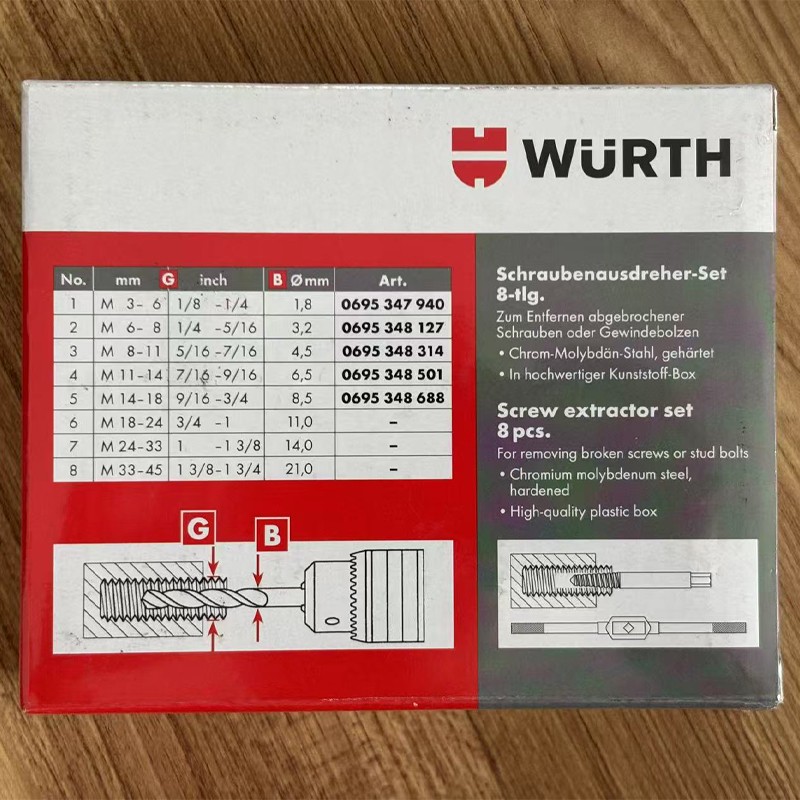 WÜRTH
No. mm G inch B Ømm Art.
1 M 3- 6 1/8 -1/4 1,8 0695 347 940
2 M 6- 8 1/4 -5/16 3,2 0695 348 127
3 M 8-11 5/16 -7/16 4,5 0695 348 314
4 M 11-14 7/16 -9/16 6,5 0695 348 501
5 M 14-18 9/16 -3/4 8,5 0695 348 688
6 M 18-24 3/4 -1 11,0 –
7 M 24-33 1 -1 3/8 14,0 –
8 M 33-45 1 3/8-1 3/4 21,0 –
G B
Schraubenausdreher-Set
8-tlg.
Zum Entfernen abgebrochener
Schrauben oder Gewindebolzen
• Chrom-Molybdän-Stahl, gehärtet
• In hochwertiger Kunststoff-Box
Screw extractor set
8 pcs.
For removing broken screws or stud bolts
• Chromium molybdenum steel,
hardened
• High-quality plastic box